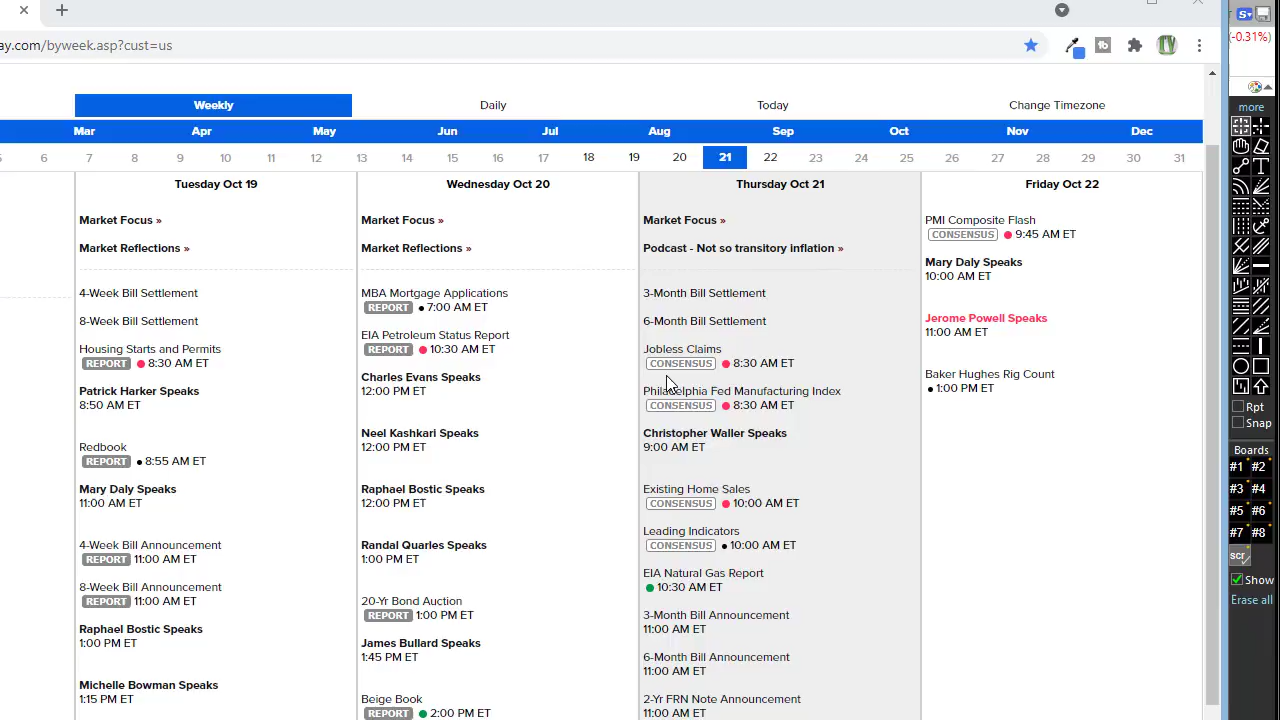 ay.com/byweek.asp?cust=us
(-0.31%)
Weekly
Daily
Today
Change Timezone
more
Mar Apr May Jun Jul Aug Sep Oct Nov Dec
6 7 8 9 10 11 12 13 14 15 16 17 18 19 20 21 22 23 24 25 26 27 28 29 30 31
Tuesday Oct 19
Market Focus »
Market Reflections »
4-Week Bill Settlement
8-Week Bill Settlement
Housing Starts and Permits
REPORT 8:30 AM ET
Patrick Harker Speaks
8:50 AM ET
Redbook
REPORT 8:55 AM ET
Mary Daly Speaks
11:00 AM ET
4-Week Bill Announcement
REPORT 11:00 AM ET
8-Week Bill Announcement
REPORT 11:00 AM ET
Raphael Bostic Speaks
1:00 PM ET
Michelle Bowman Speaks
1:15 PM ET
Wednesday Oct 20
Market Focus »
Market Reflections »
MBA Mortgage Applications
REPORT 7:00 AM ET
EIA Petroleum Status Report
REPORT 10:30 AM ET
Charles Evans Speaks
12:00 PM ET
Neel Kashkari Speaks
12:00 PM ET
Raphael Bostic Speaks
12:00 PM ET
Randal Quarles Speaks
1:00 PM ET
20-Yr Bond Auction
REPORT 1:00 PM ET
James Bullard Speaks
1:45 PM ET
Beige Book
REPORT 2:00 PM ET
Thursday Oct 21
Market Focus »
Podcast - Not so transitory inflation »
3-Month Bill Settlement
6-Month Bill Settlement
Jobless Claims
CONSENSUS 8:30 AM ET
Philadelphia Fed Manufacturing Index
CONSENSUS 8:30 AM ET
Christopher Waller Speaks
9:00 AM ET
Existing Home Sales
CONSENSUS 10:00 AM ET
Leading Indicators
CONSENSUS 10:00 AM ET
EIA Natural Gas Report
10:30 AM ET
3-Month Bill Announcement
11:00 AM ET
6-Month Bill Announcement
11:00 AM ET
2-Yr FRN Note Announcement
11:00 AM ET
Friday Oct 22
PMI Composite Flash
CONSENSUS 9:45 AM ET
Mary Daly Speaks
10:00 AM ET
Jerome Powell Speaks
11:00 AM ET
Baker Hughes Rig Count
1:00 PM ET
Rpt
Snap
Boards
#1 #2
#3 #4
#5 #6
#7 #8
scr
Show
Erase all